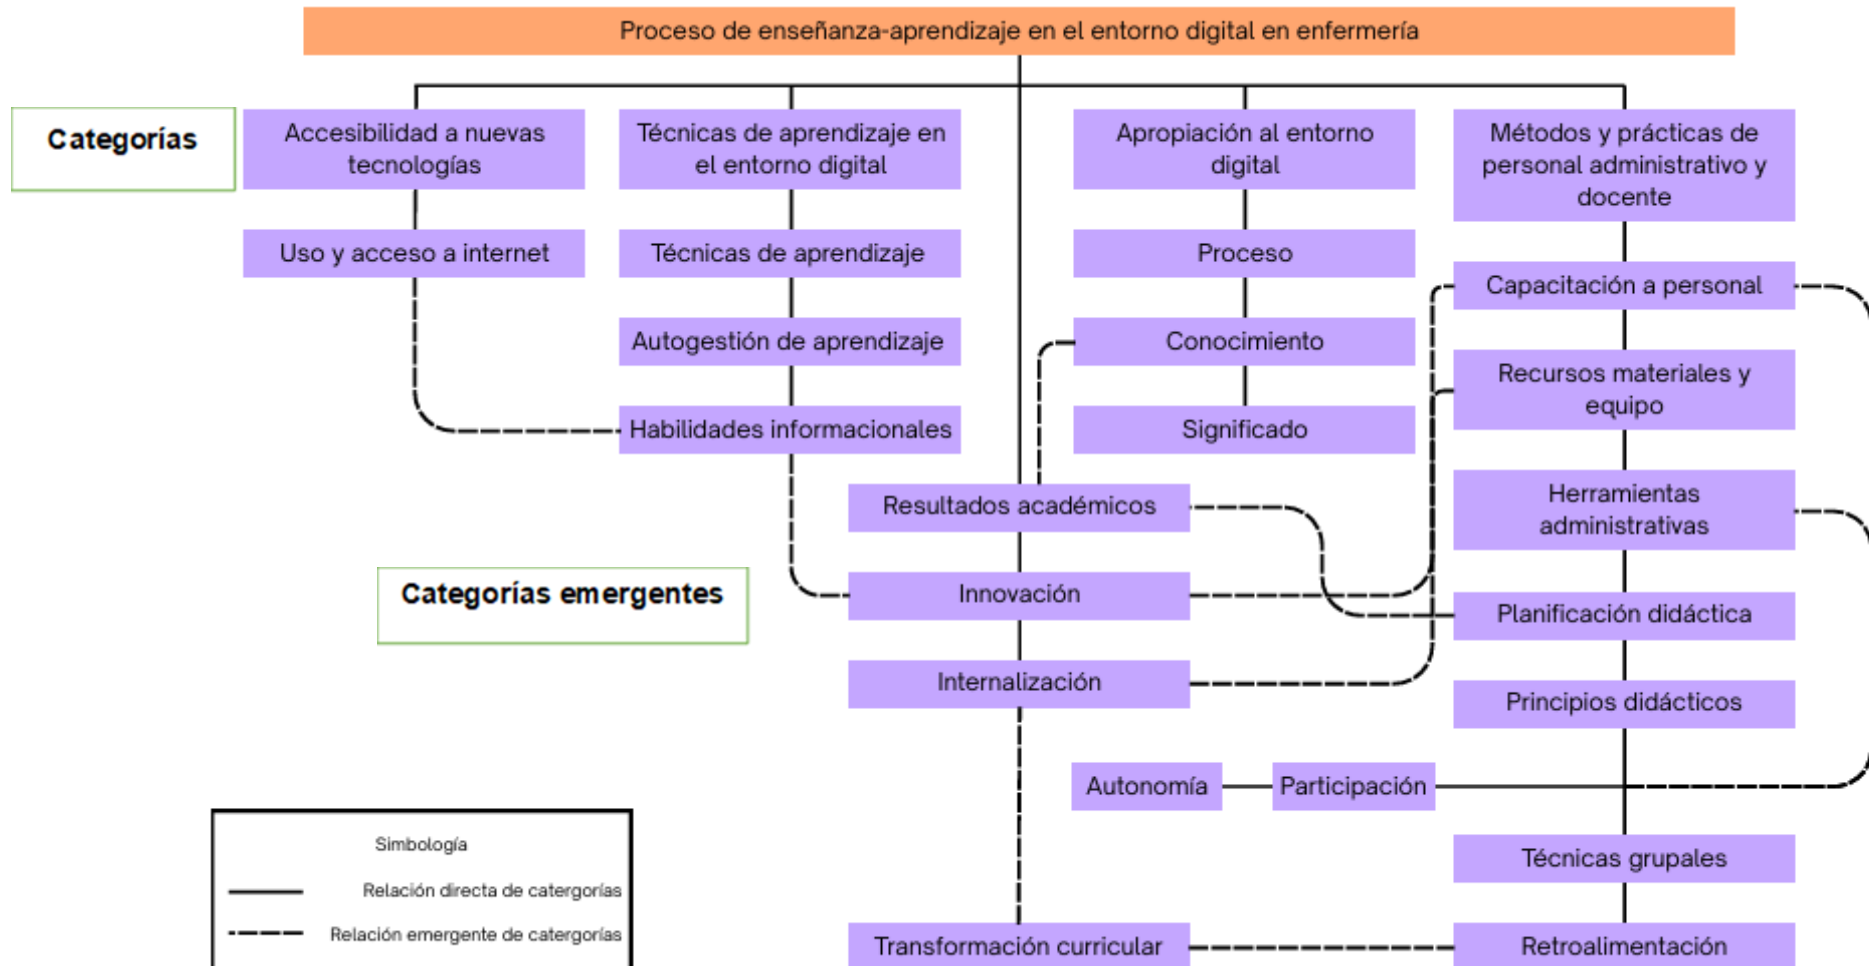 Proceso de enseñanza-aprendizaje en el entorno digital en enfermería
Categorías
Accesibilidad a nuevas
tecnologías
Técnicas de aprendizaje en
el entorno digital
Apropiación al entorno
digital
Métodos y prácticas de
personal administrativo y
docente
Uso y acceso a internet
Técnicas de aprendizaje
Proceso
Capacitación a personal
Autogestión de aprendizaje
Conocimiento
Recursos materiales y
equipo
Habilidades informacionales
Significado
Resultados académicos
Herramientas
administrativas
Categorías emergentes
Innovación
Planificación didáctica
Internalización
Principios didácticos
Autonomía
Participación
Técnicas grupales
Transformación curricular
Retroalimentación
Simbología
Relación directa de catergorías
Relación emergente de catergorías